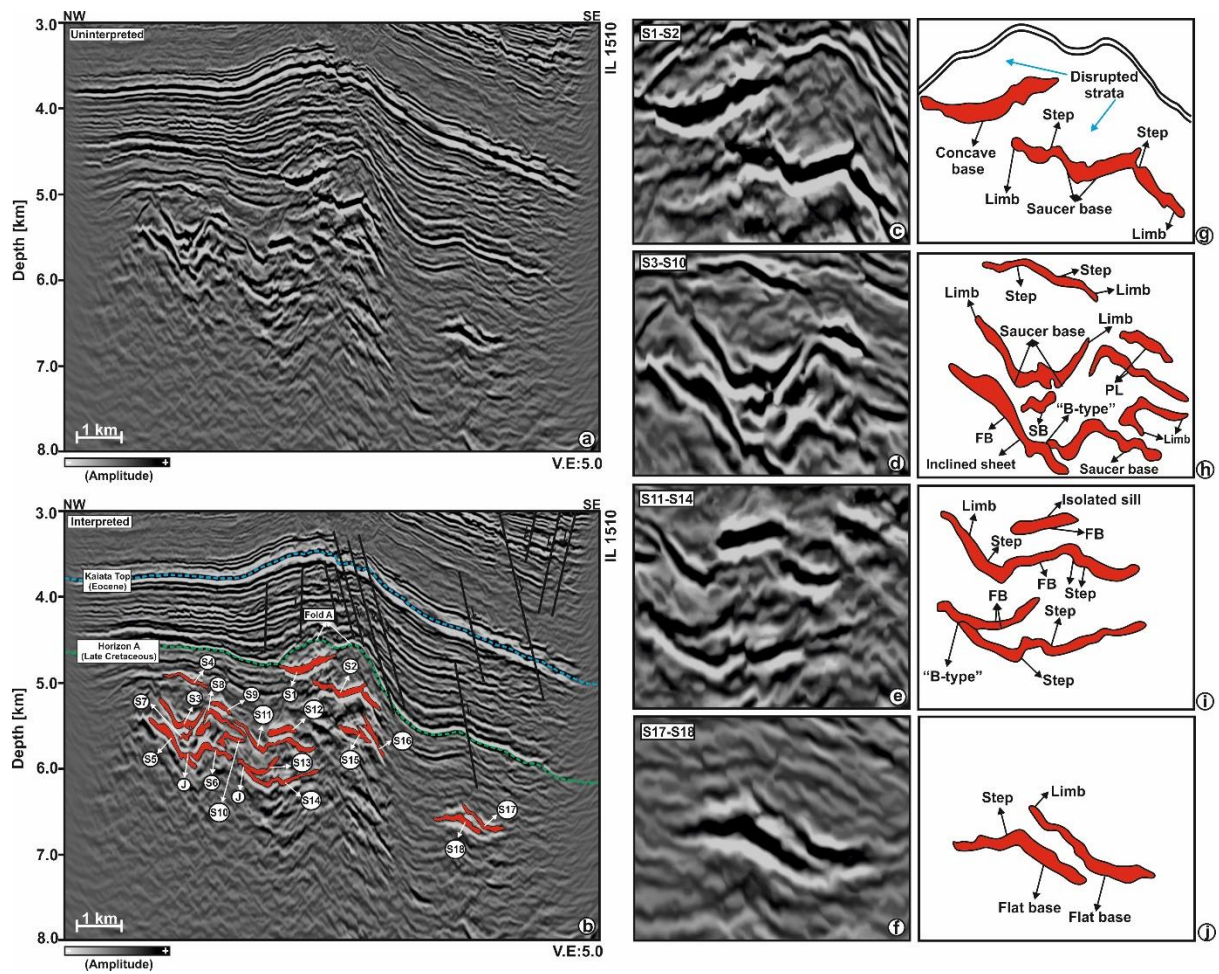 NW
SE
3.0
4.0
5.0
6.0
7.0
8.0
Depth [km]
Uninterpreted
1 km
a
IL 1510
- +
(Amplitude)
V.E:5.0
NW
SE
3.0
4.0
5.0
6.0
7.0
8.0
Depth [km]
Interpreted
Kaiata Top
(Eocene)
Horizon A
(Late Cretaceous)
Fold A
S4
S8
S3
S7
S9
S11
S1
S2
S12
S5
J
S6
S10
J
S13
S14
S15
S16
S17
S18
1 km
b
IL 1510
- +
(Amplitude)
V.E:5.0
S1-S2
c
Disrupted
strata
Step
Step
Concave
base
Limb
Saucer base
Limb
g
S3-S10
d
Step
Step
Limb
Limb
Saucer base
Limb
PL
"B-type"
SB
FB
Limb
Inclined sheet
Saucer base
h
S11-S14
e
Isolated sill
Limb
FB
Step
FB
Step
FB
Step
"B-type"
Step
i
S17-S18
f
Step
Limb
Flat base
Flat base
j